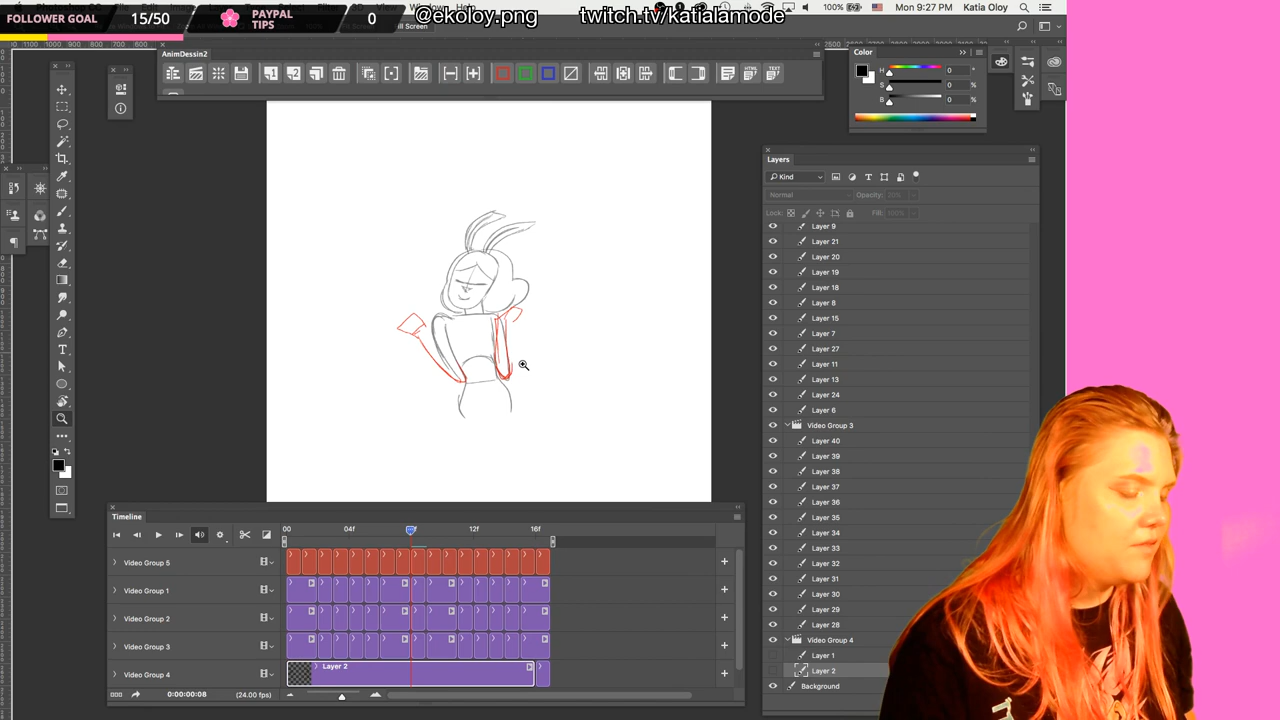 FOLLOWER GOAL 15/50
PAYPAL TIPS 0
@ekoloy.png twitch.tv/katialamode
100% Mon 9:27 PM Katia Oloy
AnimDessin2
Color
H 0 °
S 0 %
B 0 %
Layers
Kind
Normal Opacity: 20%
Lock: Fill: 100%
Layer 9
Layer 21
Layer 20
Layer 19
Layer 18
Layer 8
Layer 15
Layer 7
Layer 27
Layer 11
Layer 13
Layer 24
Layer 6
Video Group 3
Layer 40
Layer 39
Layer 38
Layer 37
Layer 36
Layer 35
Layer 34
Layer 33
Layer 32
Layer 31
Layer 30
Layer 29
Layer 28
Video Group 4
Layer 1
Layer 2
Background
Timeline
00 04f 12f 16f
Video Group 5
Video Group 1
Video Group 2
Video Group 3
Video Group 4
Layer 2
0:00:00:08 (24.00 fps)